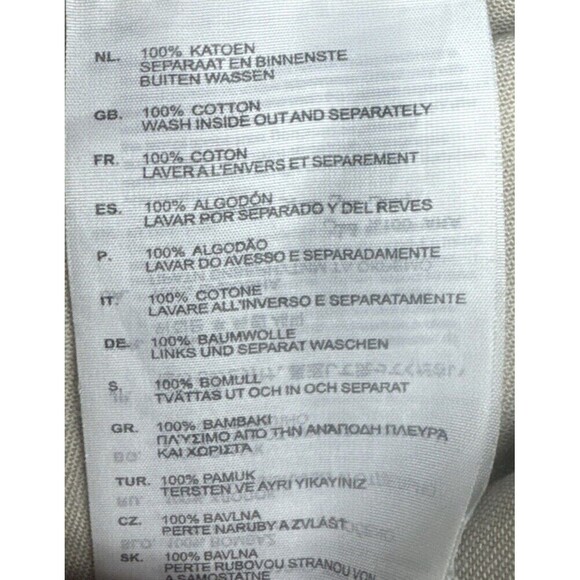 NL. 100% KATOEN
SEPARAAT EN BINNENSTE
BUITEN WASSEN
GB. 100% COTTON
WASH INSIDE OUT AND SEPARATELY
FR. 100% COTON
LAVER A L'ENVERS ET SEPAREMENT
ES. 100% ALGODÓN
LAVAR POR SEPARADO Y DEL REVES
P. 100% ALGODÃO
LAVAR DO AVESSO E SEPARADAMENTE
IT. 100% COTONE
LAVARE ALL'INVERSO E SEPARATAMENTE
DE. 100% BAUMWOLLE
LINKS UND SEPARAT WASCHEN
S. 100% BOMULL
TVÄTTAS UT OCH IN OCH SEPARAT
GR. 100% BAMBAKI
ΠΛΎΣΙΜΟ ΑΠΟ ΤΗΝ ΑΝΑΠΟΔΗ ΠΛΕΥΡΑ
ΚΑΙ ΧΩΡΙΣΤΑ
TUR. 100% PAMUK
TERSTEN VE AYRI YIKAYINIZ
CZ. 100% BAVLNA
PERTE NARUBY A ZVLÁŠT
SK. 100% BAVLNA
PERTE RUBOVOU STRANOU VON
A SAMOSTATNE